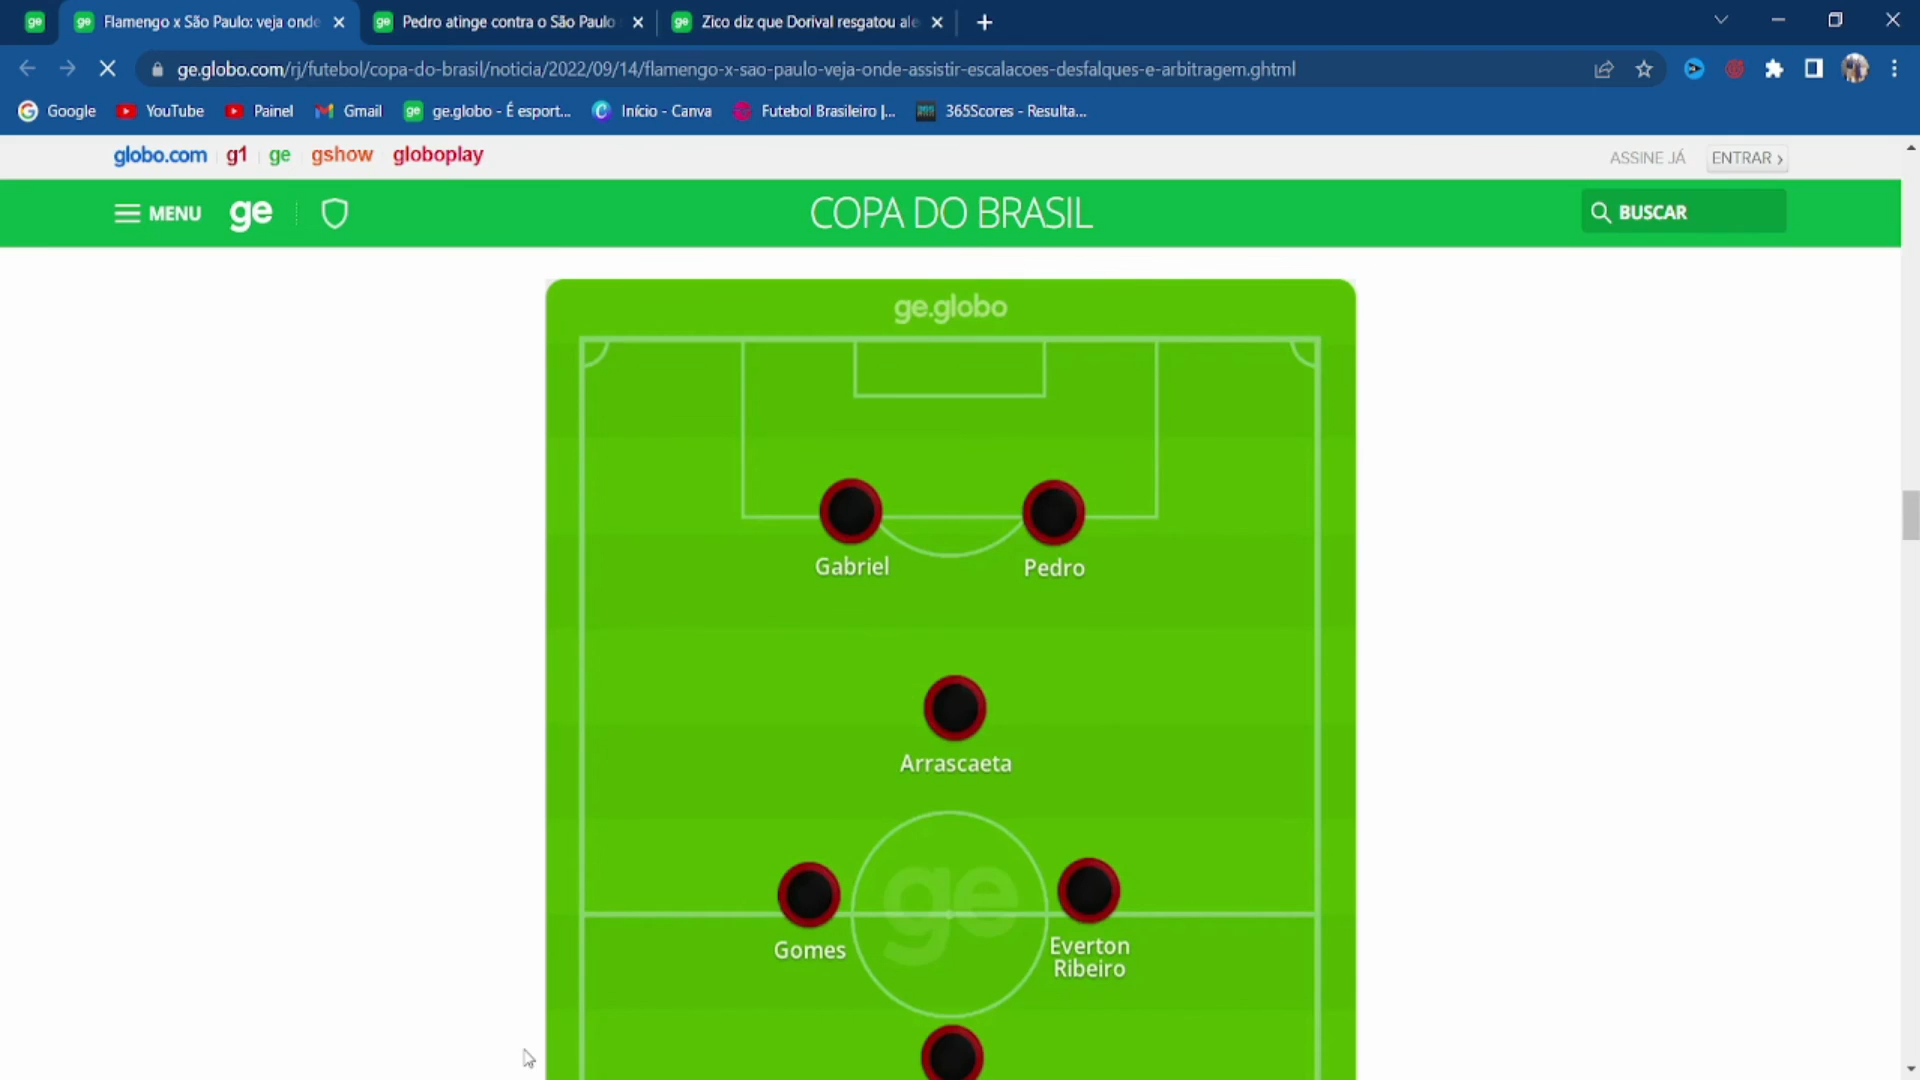 Flamengo x São Paulo: veja onde
Pedro atinge contra o São Paulo
Zico diz que Dorival resgatou ale
ge.globo.com/rj/futebol/copa-do-brasil/noticia/2022/09/14/flamengo-x-sao-paulo-veja-onde-assistir-escalacoes-desfalques-e-arbitragem.ghtml
Google YouTube Painel Gmail ge.globo - É esport... Início - Canva Futebol Brasileiro |... 365Scores - Resulta...
globo.com g1 ge gshow globoplay ASSINE JÁ ENTRAR ›
MENU ge COPA DO BRASIL BUSCAR
ge.globo
Gabriel Pedro
Arrascaeta
ge
Gomes Everton
Ribeiro